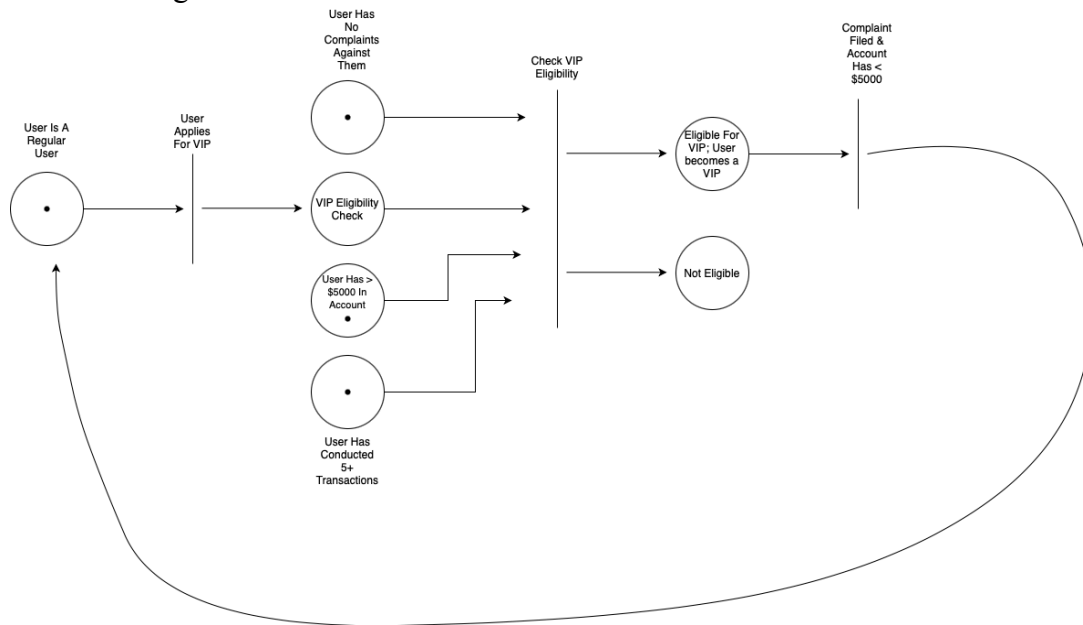 User Has
No
Complaints
Against
Them
Complaint
Filed &
Account
Has <
$5000
Check VIP
Eligibility
User
Applies
For VIP
User Is A
Regular
User
Eligible For
VIP; User
becomes a
VIP
VIP Eligibility
Check
Not Eligible
User Has >
$5000 In
Account
User Has
Conducted
5+
Transactions